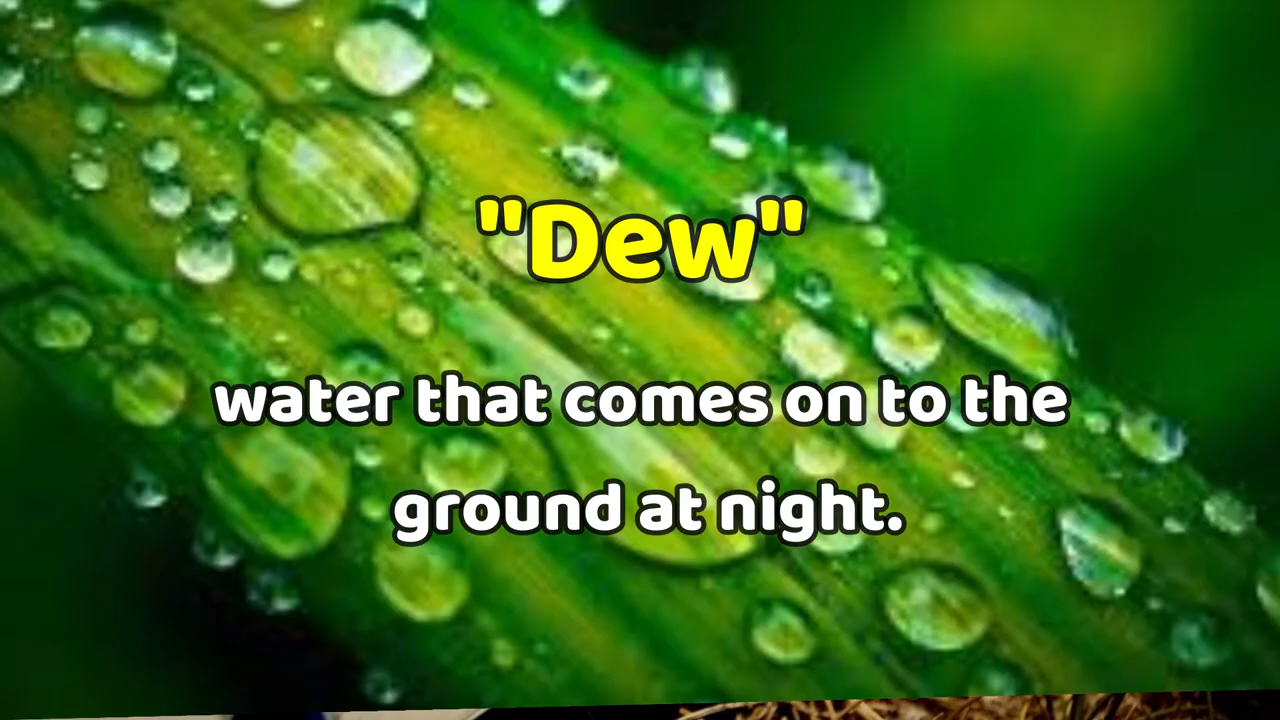 "Dew"
water that comes on to the
ground at night.